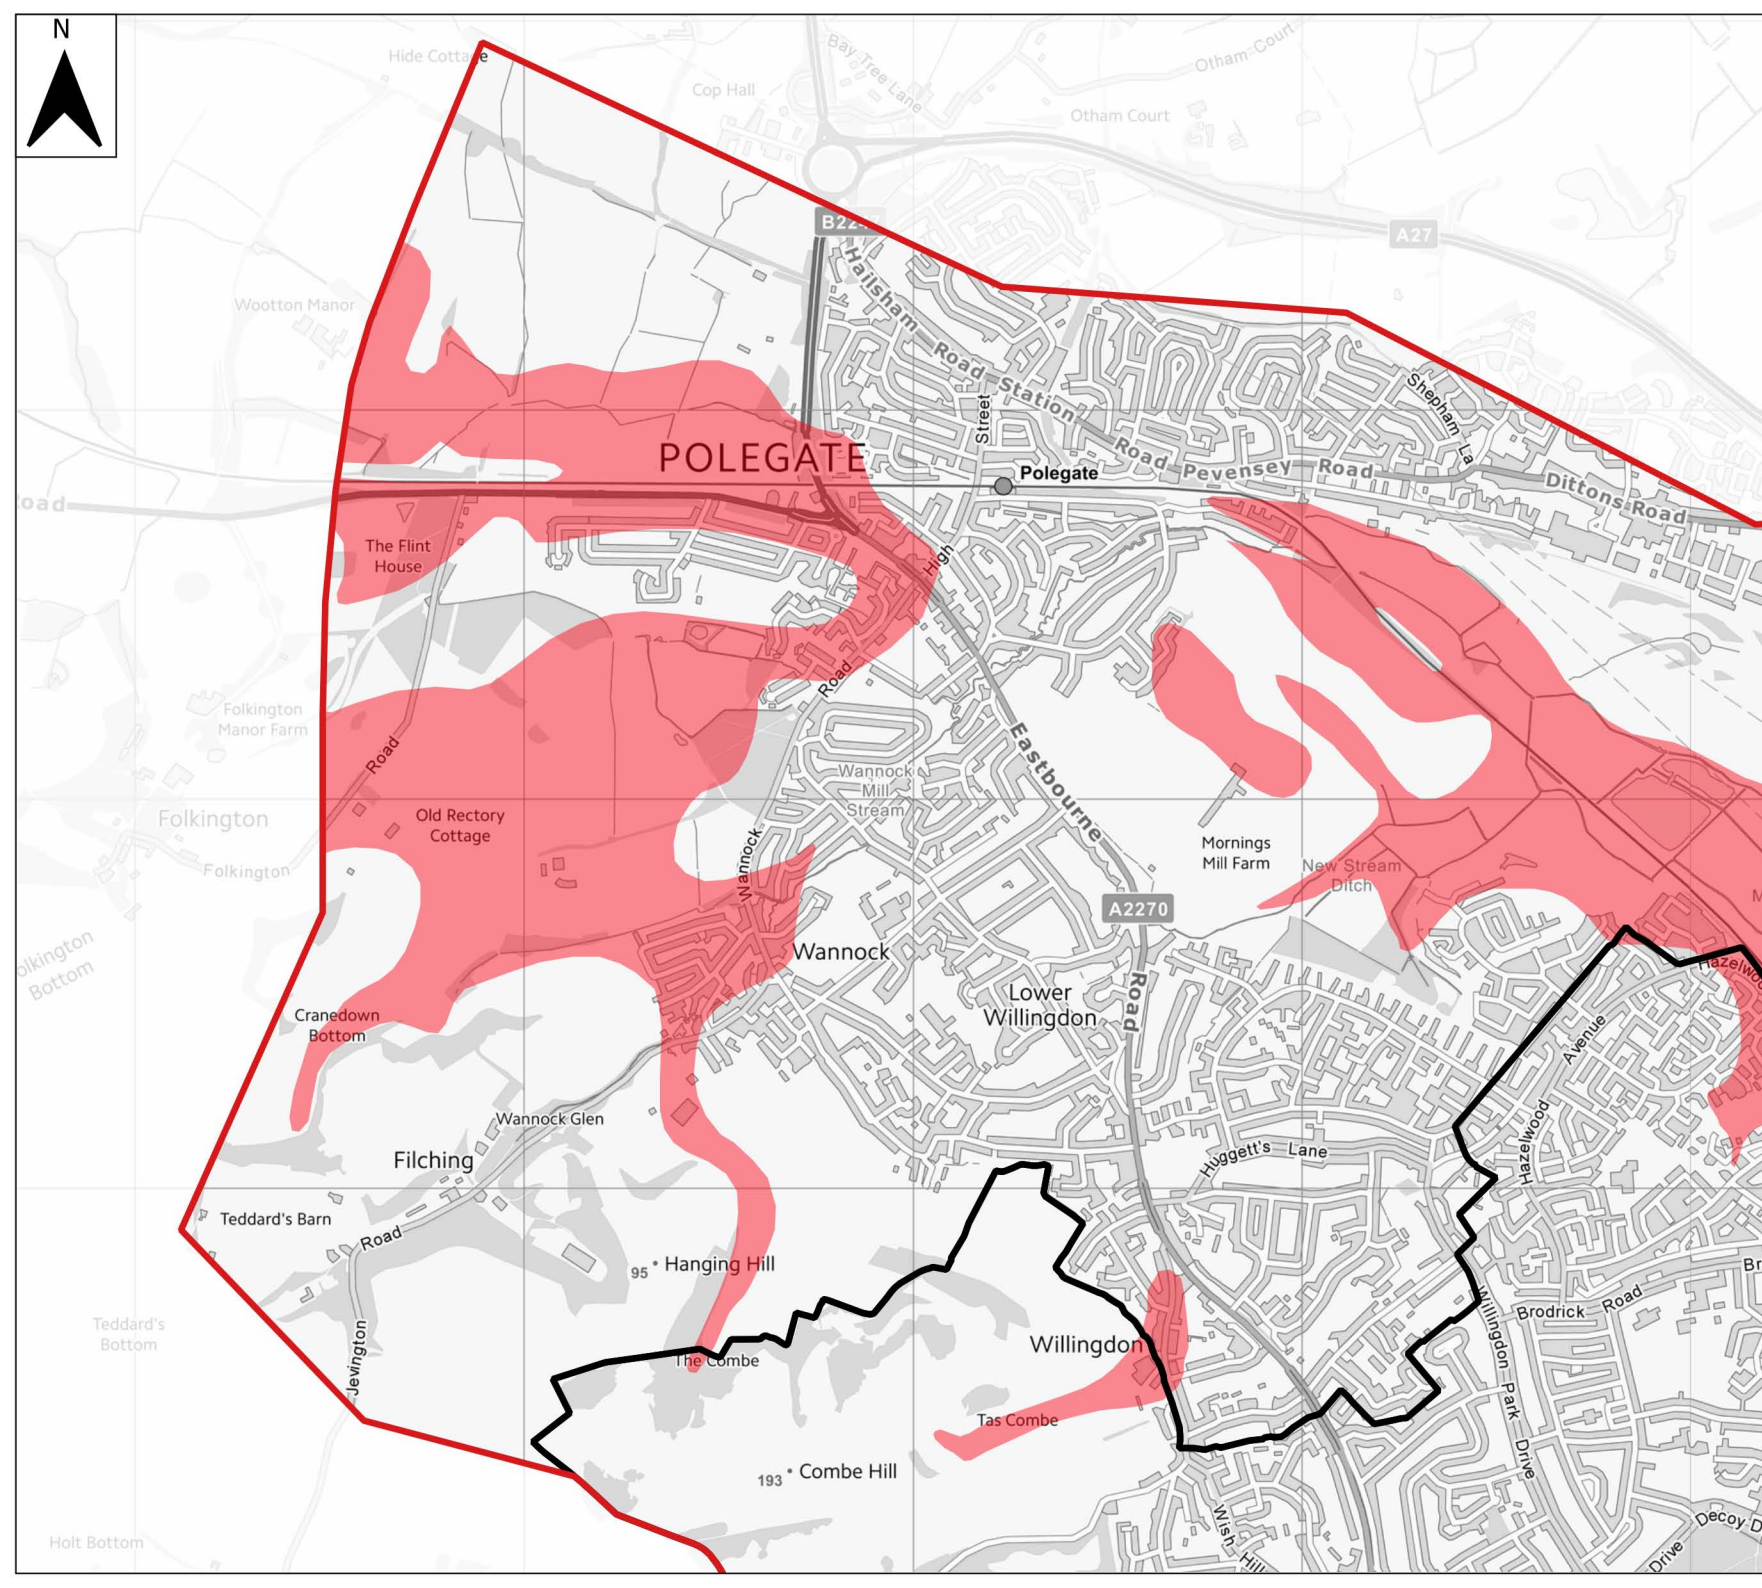 N
Hide Cottage
Bay Tree Lane
Otham Court
Cop Hall
Otham Court
A27
Hailsham
Wootton Manor
Road
Station
Street
Shepham La
Road
Pevensey
Road
POLEGATE
Polegate
Dittons Road
oad
The Flint
House
High
Road
Folkington
Manor Farm
Road
Eastbourne
Wannock
Mill
Stream
Folkington
Old Rectory
Cottage
Wannock
Mornings
Mill Farm
New Stream
Ditch
Folkington
A2270
olkington
Bottom
Wannock
Road
Lower
Willingdon
Cranedown
Bottom
Avenue
Wannock Glen
Hazelwood
Filching
Huggett's Lane
Teddard's Barn
Road
95
Hanging Hill
Br
Brodrick Road
Teddard's
Bottom
Jevington
The Combe
Willingdon
Willingdon Park Drive
Tas Combe
193
Combe Hill
Wish Hill
Holt Bottom
Decoy D
Drive